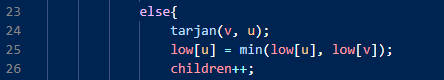 23 else{
24 tarjan(v, u);
25 low[u] = min(low[u], low[v]);
26 children++;